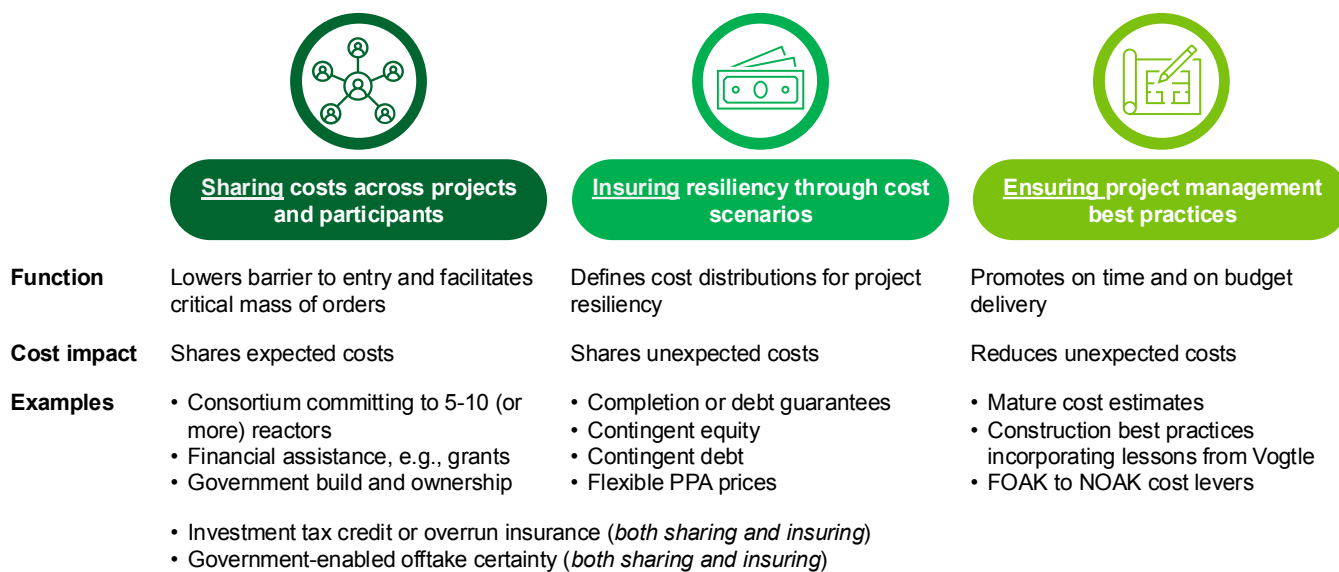 Sharing costs across projects
and participants
Insuring resiliency through cost
scenarios
Ensuring project management
best practices
Function
Lowers barrier to entry and facilitates
critical mass of orders
Defines cost distributions for project
resiliency
Promotes on time and on budget
delivery
Cost impact
Shares expected costs
Shares unexpected costs
Reduces unexpected costs
Examples
• Consortium committing to 5-10 (or
more) reactors
• Financial assistance, e.g., grants
• Government build and ownership
• Completion or debt guarantees
• Contingent equity
• Contingent debt
• Flexible PPA prices
• Mature cost estimates
• Construction best practices
incorporating lessons from Vogtle
• FOAK to NOAK cost levers
• Investment tax credit or overrun insurance (both sharing and insuring)
• Government-enabled offtake certainty (both sharing and insuring)